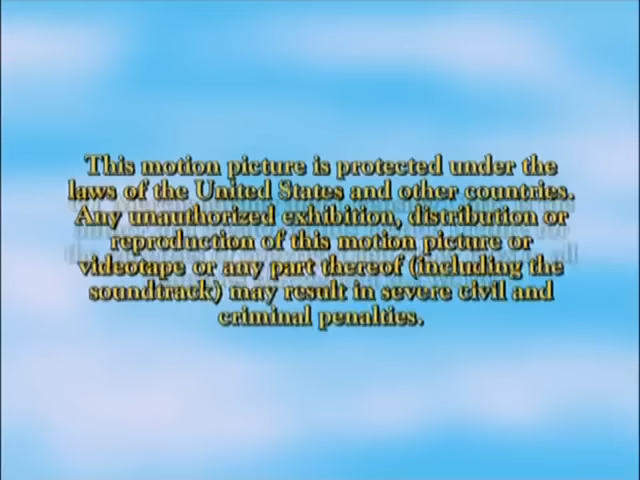 This motion picture is protected under the
laws of the United States and other countries.
Any unauthorized exhibition, distribution or
reproduction of this motion picture or
videotape or any part thereof (including the
soundtrack) may result in severe civil and
criminal penalties.